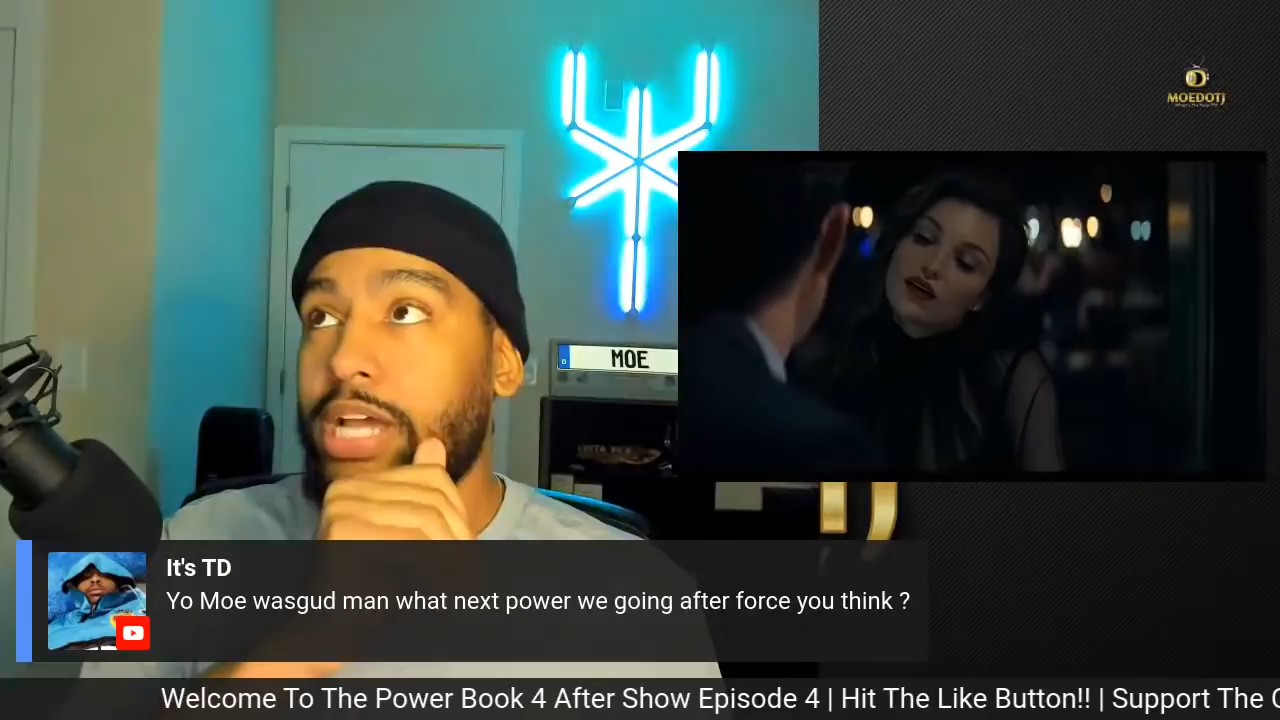 MOEDOTJ
MOE
It's TD
Yo Moe wasgud man what next power we going after force you think ?
Welcome To The Power Book 4 After Show Episode 4 | Hit The Like Button!! | Support The C